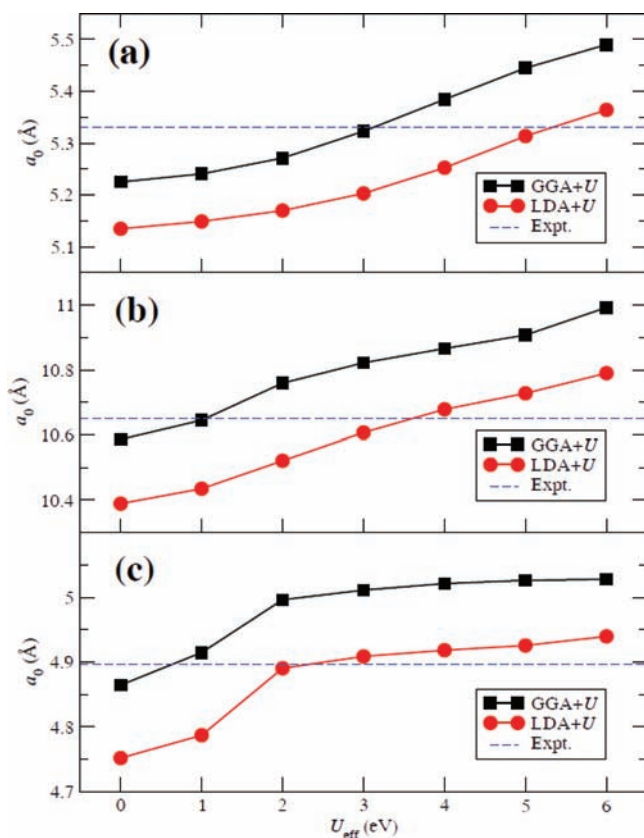 (a)
5.5
5.4
5.3
5.2
5.1
a0 (Å)
GGA+U
LDA+U
Expt.
(b)
11
10.8
10.6
10.4
a0 (Å)
GGA+U
LDA+U
Expt.
(c)
5
4.9
4.8
4.7
a0 (Å)
GGA+U
LDA+U
Expt.
0 1 2 3 4 5 6
Ueff (eV)